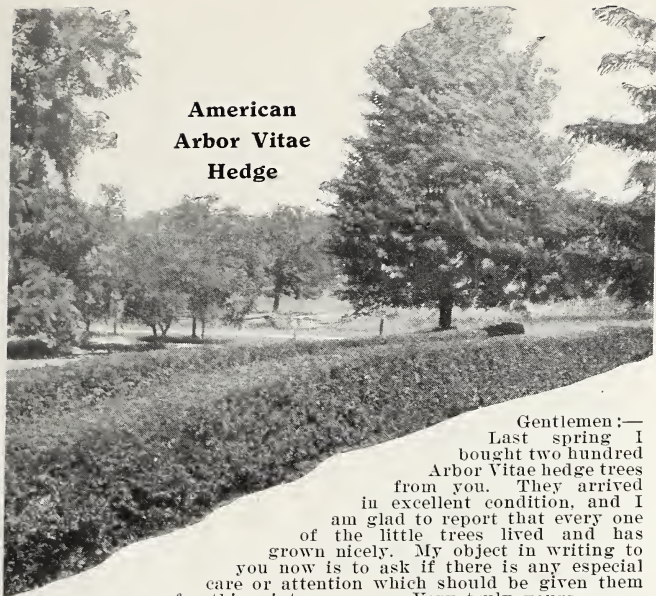 American
Arbor Vitae
Hedge
Gentlemen:—
Last spring I
bought two hundred
Arbor Vitae hedge trees
from you. They arrived
in excellent condition, and I
am glad to report that every one
of the little trees lived and has
grown nicely. My object in writing to
you now is to ask if there is any especial
care or attention which should be given them